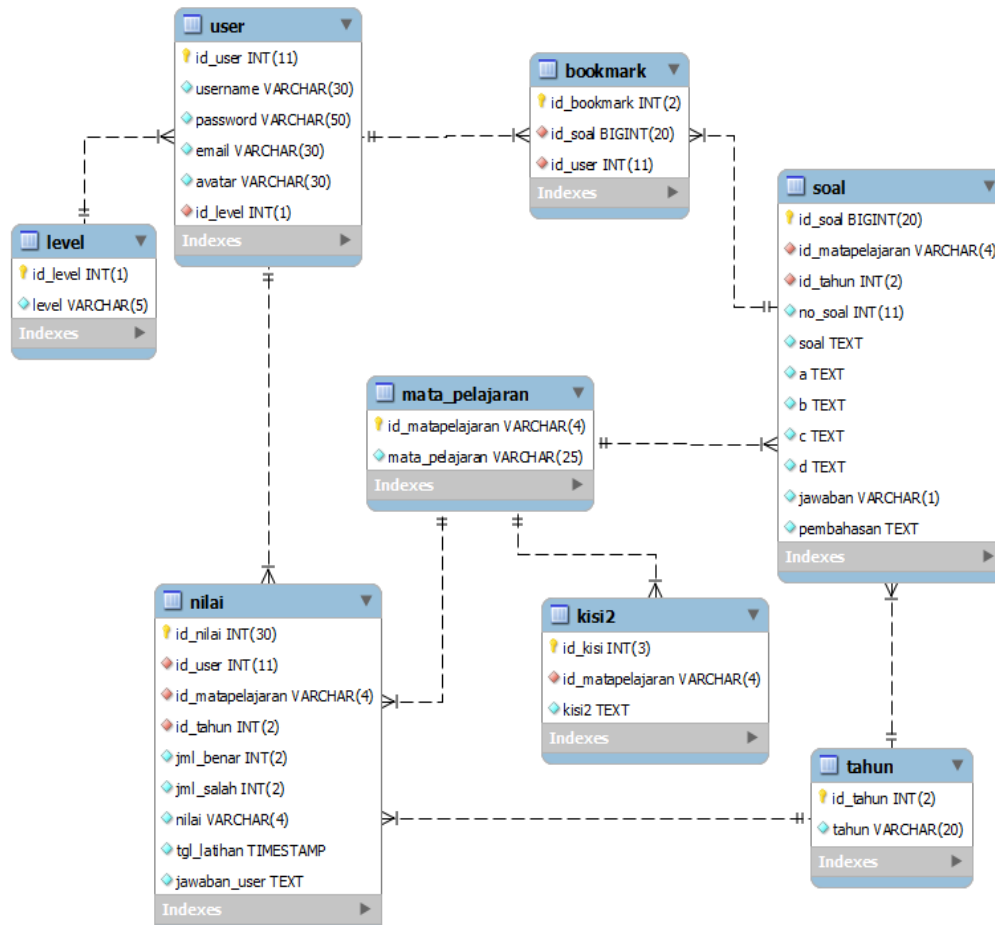 user
id_user INT(11)
username VARCHAR(30)
password VARCHAR(50)
email VARCHAR(30)
avatar VARCHAR(30)
id_level INT(1)
Indexes
bookmark
id_bookmark INT(2)
id_soal BIGINT(20)
id_user INT(11)
Indexes
soal
id_soal BIGINT(20)
id_matapelajaran VARCHAR(4)
id_tahun INT(2)
no_soal INT(11)
soal TEXT
a TEXT
b TEXT
c TEXT
d TEXT
jawaban VARCHAR(1)
pembahasan TEXT
Indexes
level
id_level INT(1)
level VARCHAR(5)
Indexes
mata_pelajaran
id_matapelajaran VARCHAR(4)
mata_pelajaran VARCHAR(25)
Indexes
nilai
id_nilai INT(30)
id_user INT(11)
id_matapelajaran VARCHAR(4)
id_tahun INT(2)
jml_benar INT(2)
jml_salah INT(2)
nilai VARCHAR(4)
tgl_latihan TIMESTAMP
jawaban_user TEXT
Indexes
kisi2
id_kisi INT(3)
id_matapelajaran VARCHAR(4)
kisi2 TEXT
Indexes
tahun
id_tahun INT(2)
tahun VARCHAR(20)
Indexes